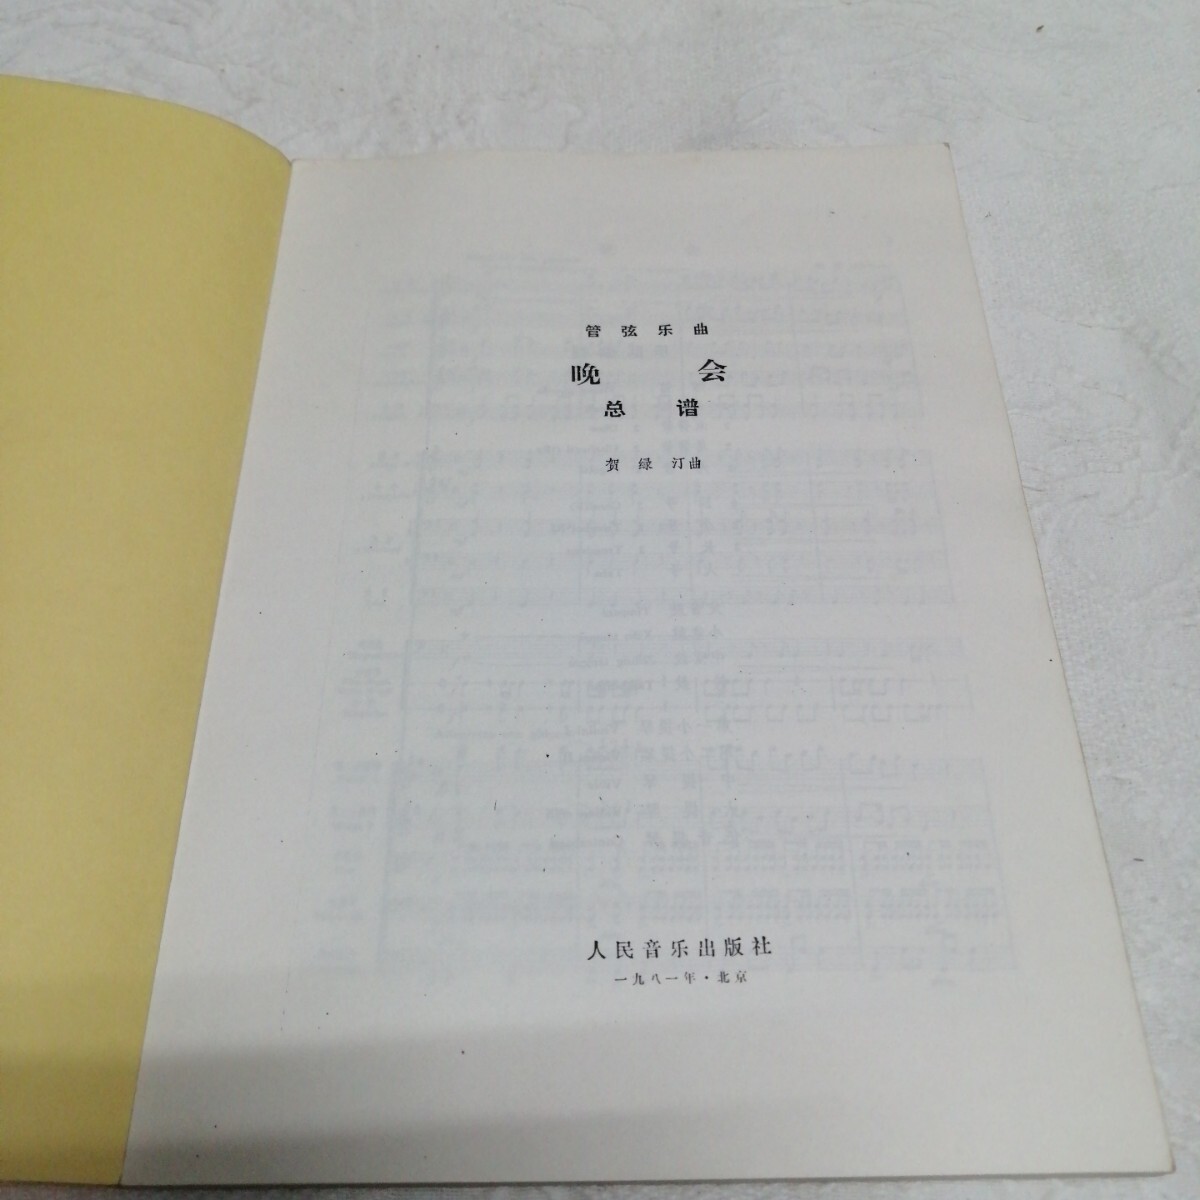 管弦乐曲
晚会
总谱
贺绿汀曲
人民音乐出版社
一九八一年·北京